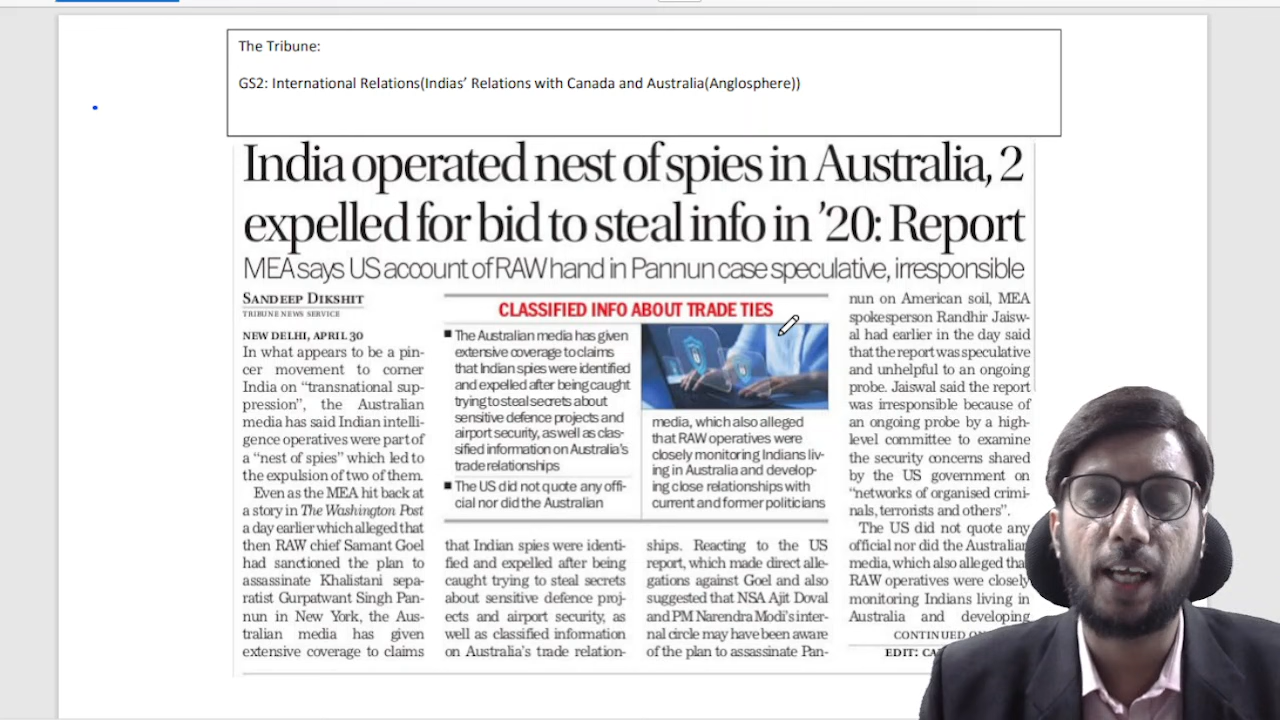 The Tribune:
GS2: International Relations(Indias’ Relations with Canada and Australia(Anglosphere))
India operated nest of spies in Australia, 2
expelled for bid to steal info in ’20: Report
MEA says US account of RAW hand in Pannun case speculative, irresponsible
SANDEEP DIKSHIT
TRIBUNE NEWS SERVICE
NEW DELHI, APRIL 30
In what appears to be a pin-
cer movement to corner
India on “transnational sup-
pression”, the Australian
media has said Indian intelli-
gence operatives were part of
a “nest of spies” which led to
the expulsion of two of them.
Even as the MEA hit back at
a story in The Washington Post
a day earlier which alleged that
then RAW chief Samant Goel
had sanctioned the plan to
assassinate Khalistani sepa-
ratist Gurpatwant Singh Pan-
nun in New York, the Aus-
tralian media has given
extensive coverage to claims
CLASSIFIED INFO ABOUT TRADE TIES
■ The Australian media has given
extensive coverage to claims
that Indian spies were identified
and expelled after being caught
trying to steal secrets about
sensitive defence projects and
airport security, as well as clas-
sified information on Australia’s
trade relationships
■ The US did not quote any offi-
cial nor did the Australian
media, which also alleged
that RAW operatives were
closely monitoring Indians liv-
ing in Australia and develop-
ing close relationships with
current and former politicians
that Indian spies were identi-
fied and expelled after being
caught trying to steal secrets
about sensitive defence proj-
ects and airport security, as
well as classified information
on Australia’s trade relation-
ships. Reacting to the US
report, which made direct alle-
gations against Goel and also
suggested that NSA Ajit Doval
and PM Narendra Modi’s inter-
nal circle may have been aware
of the plan to assassinate Pan-
nun on American soil, MEA
spokesperson Randhir Jaisw-
al had earlier in the day said
that the report was speculative
and unhelpful to an ongoing
probe. Jaiswal said the report
was irresponsible because of
an ongoing probe by a high-
level committee to examine
the security concerns shared
by the US government on
“networks of organised crimi-
nals, terrorists and others”.
The US did not quote any
official nor did the Australian
media, which also alleged that
RAW operatives were closely
monitoring Indians living in
Australia and developing
CONTINUED
EDIT: